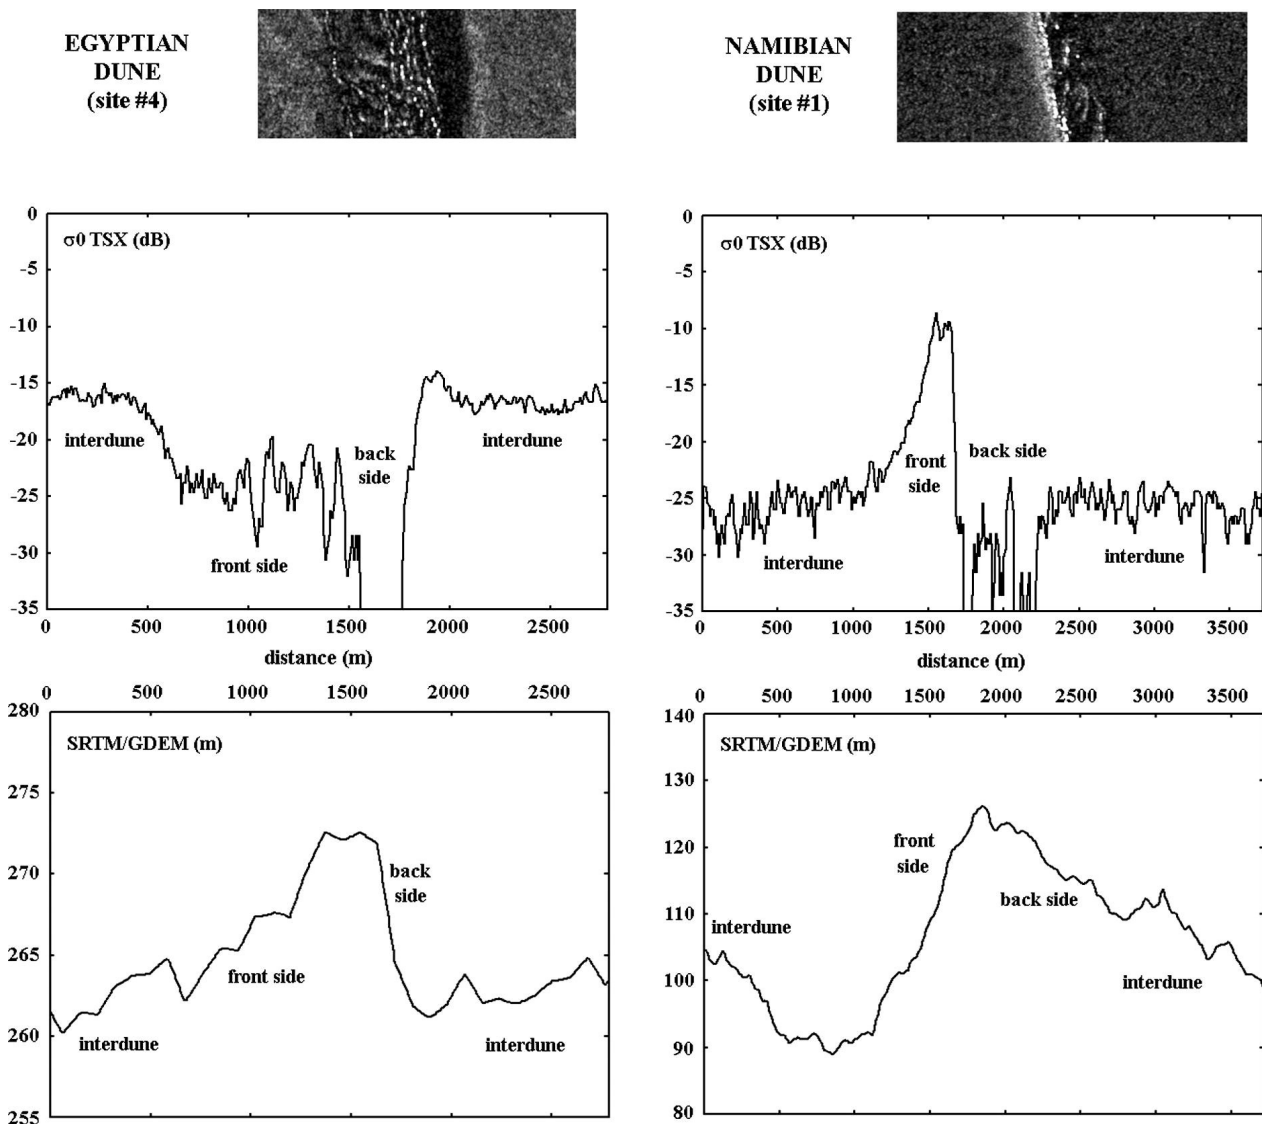 EGYPTIAN
DUNE
(site #4)
NAMIBIAN
DUNE
(site #1)
0
-5
-10
-15
-20
-25
-30
-35
σ0 TSX (dB)
interdune
front side
back
side
interdune
0 500 1000 1500 2000 2500
distance (m)
0
-5
-10
-15
-20
-25
-30
-35
σ0 TSX (dB)
interdune
front
side
back side
interdune
0 500 1000 1500 2000 2500 3000 3500
distance (m)
0 500 1000 1500 2000 2500
280
275
270
265
260
255
SRTM/GDEM (m)
interdune
front side
back
side
interdune
0 500 1000 1500 2000 2500 3000 3500
140
130
120
110
100
90
80
SRTM/GDEM (m)
interdune
front
side
back side
interdune